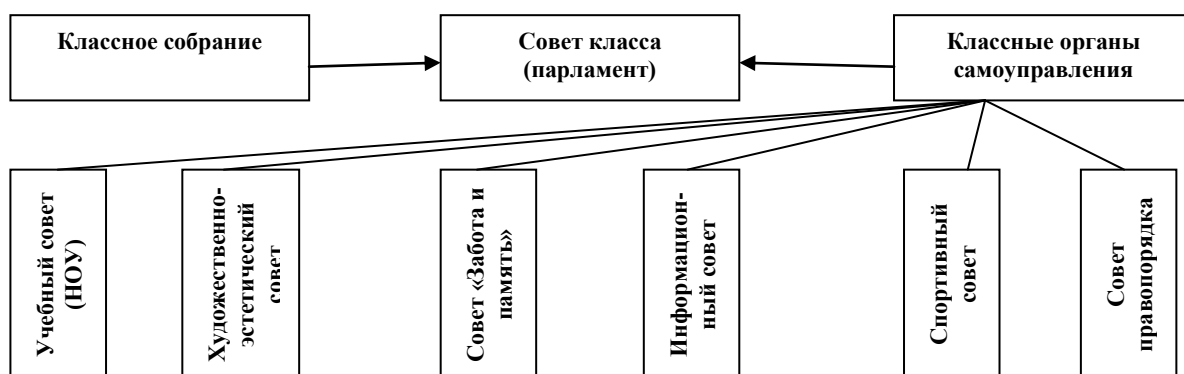 Классное собрание
Совет класса
(парламент)
Классные органы
самоуправления
Учебный совет
(НОУ)
Художественно-
эстетический
совет
Совет «Забота и
память»
Информацион-
ный совет
Спортивный
совет
Совет
правопорядка